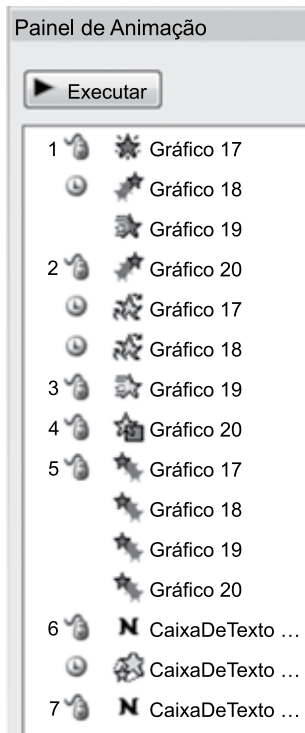 Painel de Animação
Executar
1 Gráfico 17
Gráfico 18
Gráfico 19
2 Gráfico 20
Gráfico 17
Gráfico 18
3 Gráfico 19
4 Gráfico 20
5 Gráfico 17
Gráfico 18
Gráfico 19
Gráfico 20
6 CaixaDeTexto ...
CaixaDeTexto ...
7 CaixaDeTexto ...